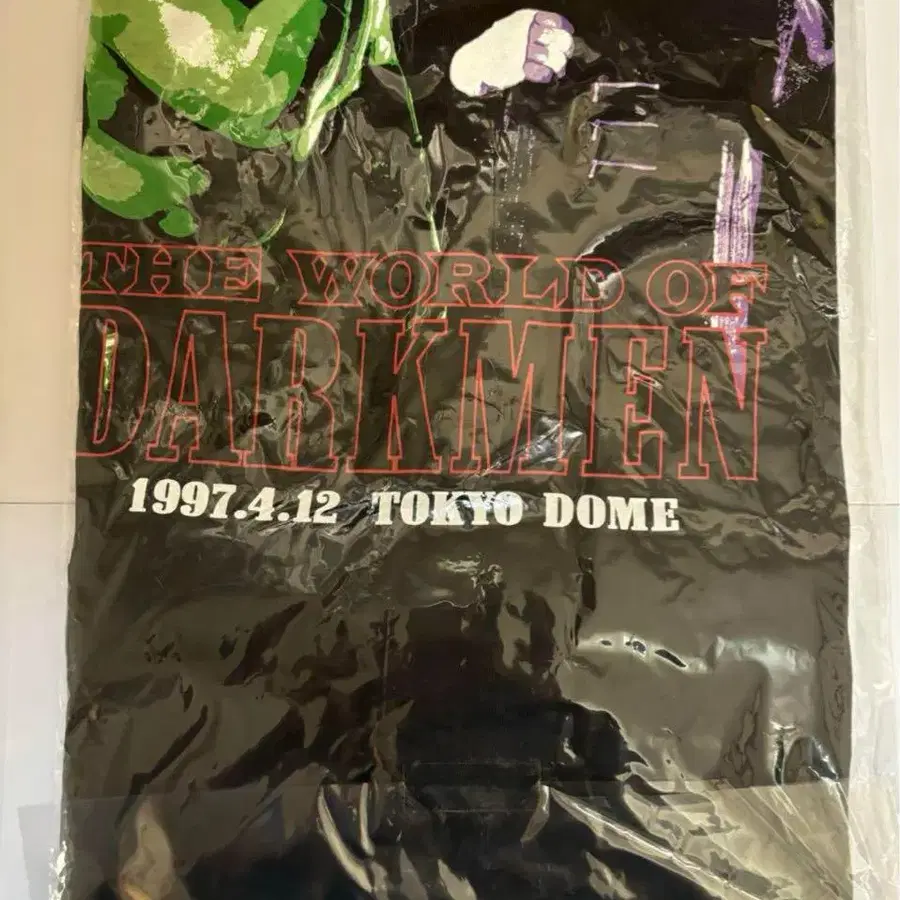 THE WORLD OF
DARKMEN
1997.4.12 TOKYO DOME